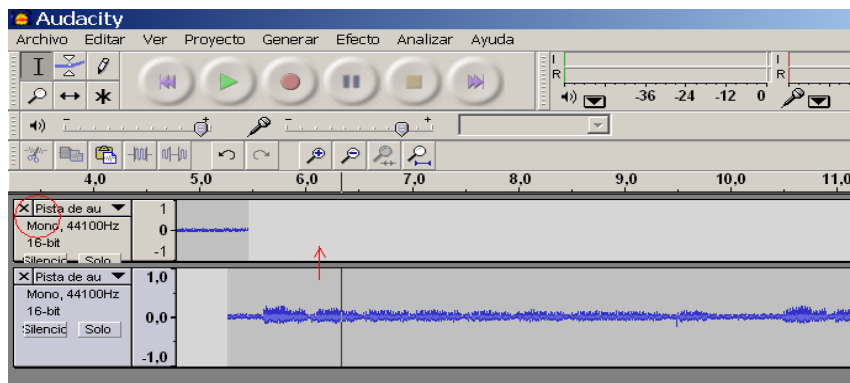 Audacity
Archivo Editar Ver Proyecto Generar Efecto Analizar Ayuda
L
R
-36 -24 -12 0
L
R
- +
- +
4,0 5,0 6,0 7,0 8,0 9,0 10,0 11,0
X Pista de au
Mono, 44100Hz
16-bit
Silencio Solo
1
0
-1
X Pista de au
Mono, 44100Hz
16-bit
Silencio Solo
1,0
0,0
-1,0